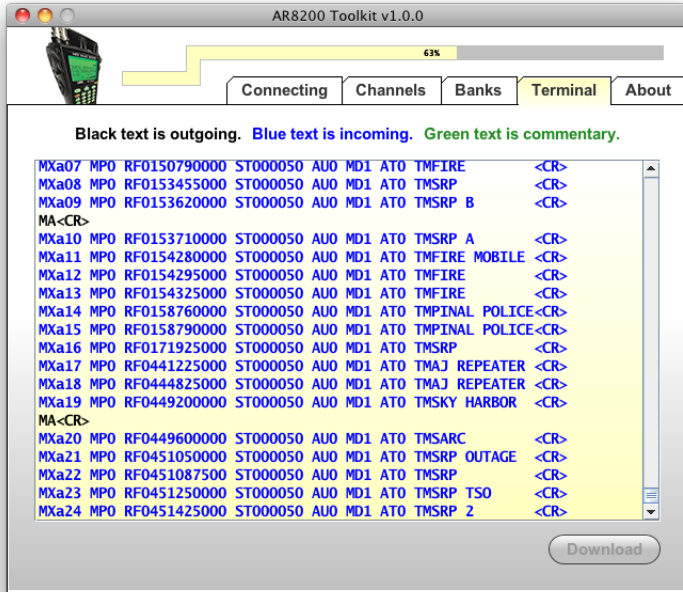 AR8200 Toolkit v1.0.0
63%
Connecting Channels Banks Terminal About
Black text is outgoing. Blue text is incoming. Green text is commentary.
MXa07 MP0 RF0150790000 ST000050 AU0 MD1 AT0 TMFIRE <CR>
MXa08 MP0 RF0153455000 ST000050 AU0 MD1 AT0 TMSRP <CR>
MXa09 MP0 RF0153620000 ST000050 AU0 MD1 AT0 TMSRP B <CR>
MA<CR>
MXa10 MP0 RF0153710000 ST000050 AU0 MD1 AT0 TMSRP A <CR>
MXa11 MP0 RF0154280000 ST000050 AU0 MD1 AT0 TMFIRE MOBILE <CR>
MXa12 MP0 RF0154295000 ST000050 AU0 MD1 AT0 TMFIRE <CR>
MXa13 MP0 RF0154325000 ST000050 AU0 MD1 AT0 TMFIRE <CR>
MXa14 MP0 RF0158760000 ST000050 AU0 MD1 AT0 TMPINAL POLICE<CR>
MXa15 MP0 RF0158790000 ST000050 AU0 MD1 AT0 TMPINAL POLICE<CR>
MXa16 MP0 RF0171925000 ST000050 AU0 MD1 AT0 TMSRP <CR>
MXa17 MP0 RF0441225000 ST000050 AU0 MD1 AT0 TMAJ REPEATER <CR>
MXa18 MP0 RF0444825000 ST000050 AU0 MD1 AT0 TMAJ REPEATER <CR>
MXa19 MP0 RF0449200000 ST000050 AU0 MD1 AT0 TMSKY HARBOR <CR>
MA<CR>
MXa20 MP0 RF0449600000 ST000050 AU0 MD1 AT0 TMSARC <CR>
MXa21 MP0 RF0451050000 ST000050 AU0 MD1 AT0 TMSRP OUTAGE <CR>
MXa22 MP0 RF0451087500 ST000050 AU0 MD1 AT0 TMSRP <CR>
MXa23 MP0 RF0451250000 ST000050 AU0 MD1 AT0 TMSRP TSO <CR>
MXa24 MP0 RF0451425000 ST000050 AU0 MD1 AT0 TMSRP 2 <CR>
Download